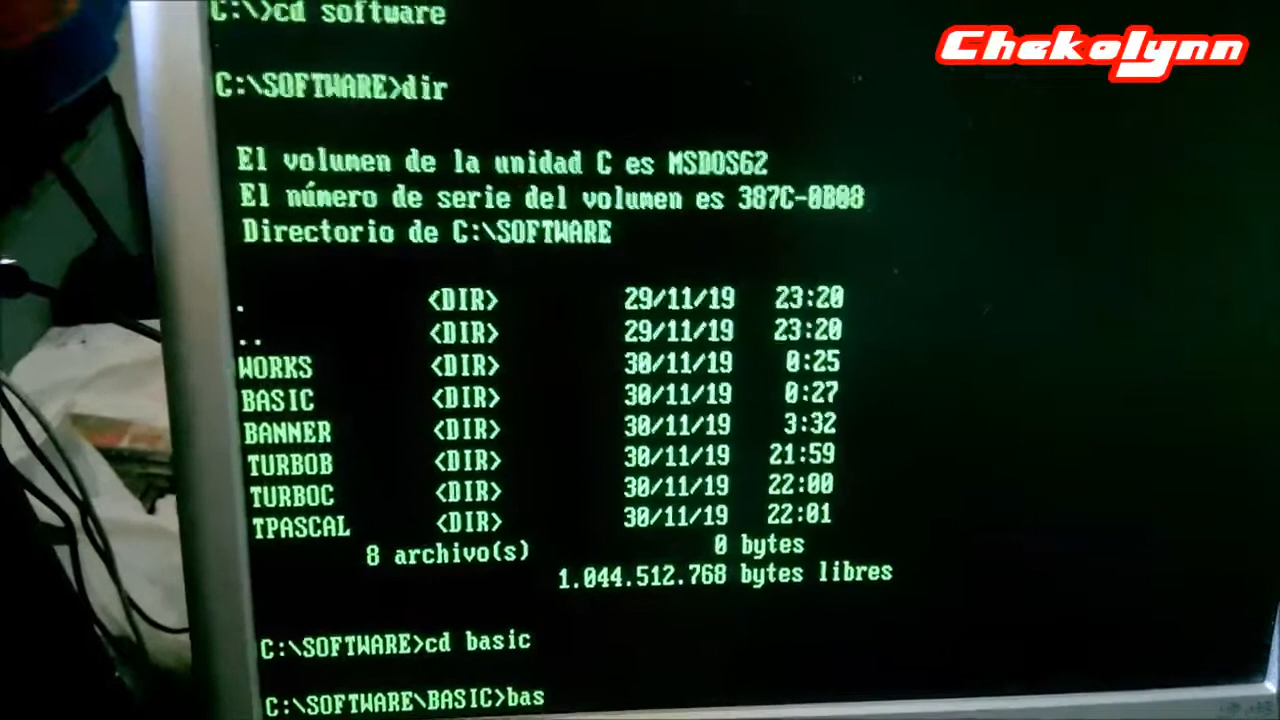 C:\>cd software
Chekolynn
C:\SOFTWARE>dir
El volumen de la unidad C es MSDOS62
El número de serie del volumen es 387C-0B08
Directorio de C:\SOFTWARE
. <DIR> 29/11/19 23:20
.. <DIR> 29/11/19 23:20
WORKS <DIR> 30/11/19 0:25
BASIC <DIR> 30/11/19 0:27
BANNER <DIR> 30/11/19 3:32
TURBOB <DIR> 30/11/19 21:59
TURBOC <DIR> 30/11/19 22:00
TPASCAL <DIR> 30/11/19 22:01
8 archivo(s) 0 bytes
1.044.512.768 bytes libres
C:\SOFTWARE>cd basic
C:\SOFTWARE\BASIC>bas